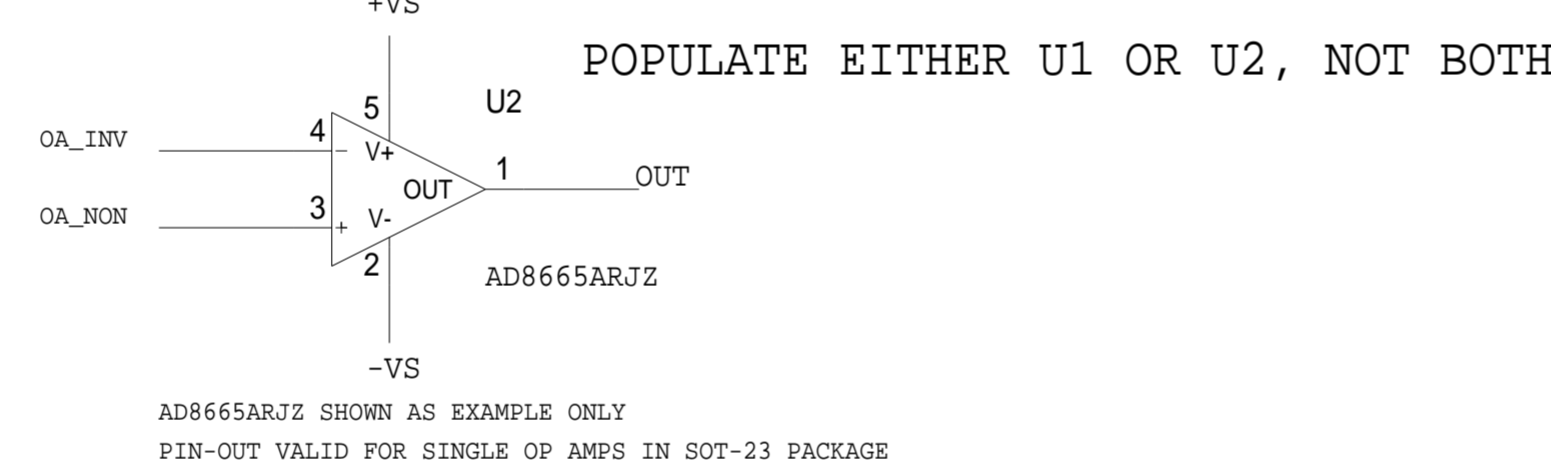 +VS
POPULATE EITHER U1 OR U2, NOT BOTH
5
U2
4
OA_INV
−
V+
1
OUT
OUT
3
OA_NON
+
V-
2
AD8665ARJZ
-VS
AD8665ARJZ SHOWN AS EXAMPLE ONLY
PIN-OUT VALID FOR SINGLE OP AMPS IN SOT-23 PACKAGE